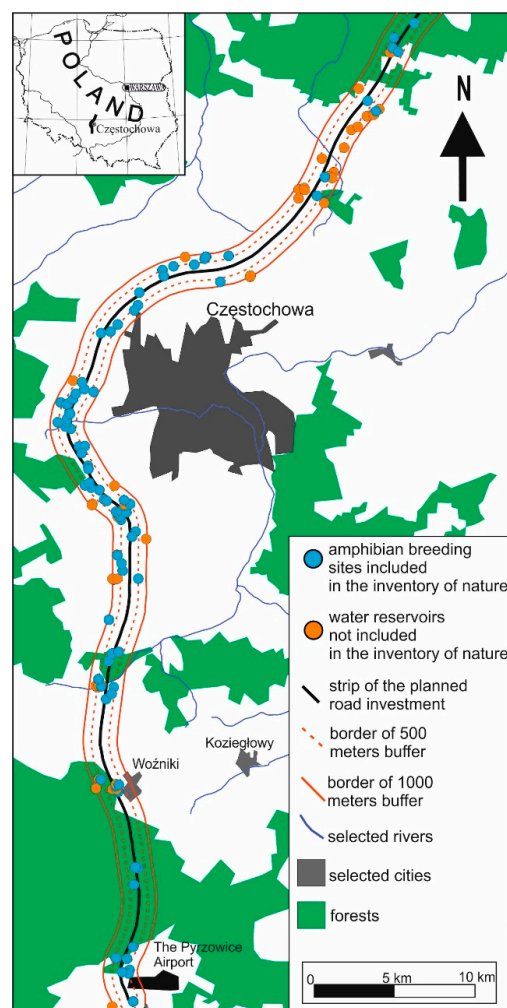 POLAND
WARSZAWA
Częstochowa
N
Częstochowa
amphibian breeding
sites included
in the inventory of nature
water reservoirs
not included
in the inventory of nature
strip of the planned
road investment
border of 500
meters buffer
border of 1000
meters buffer
selected rivers
selected cities
forests
0 5 km 10 km
Koziegłowy
Woźniki
The Pyrzowice
Airport